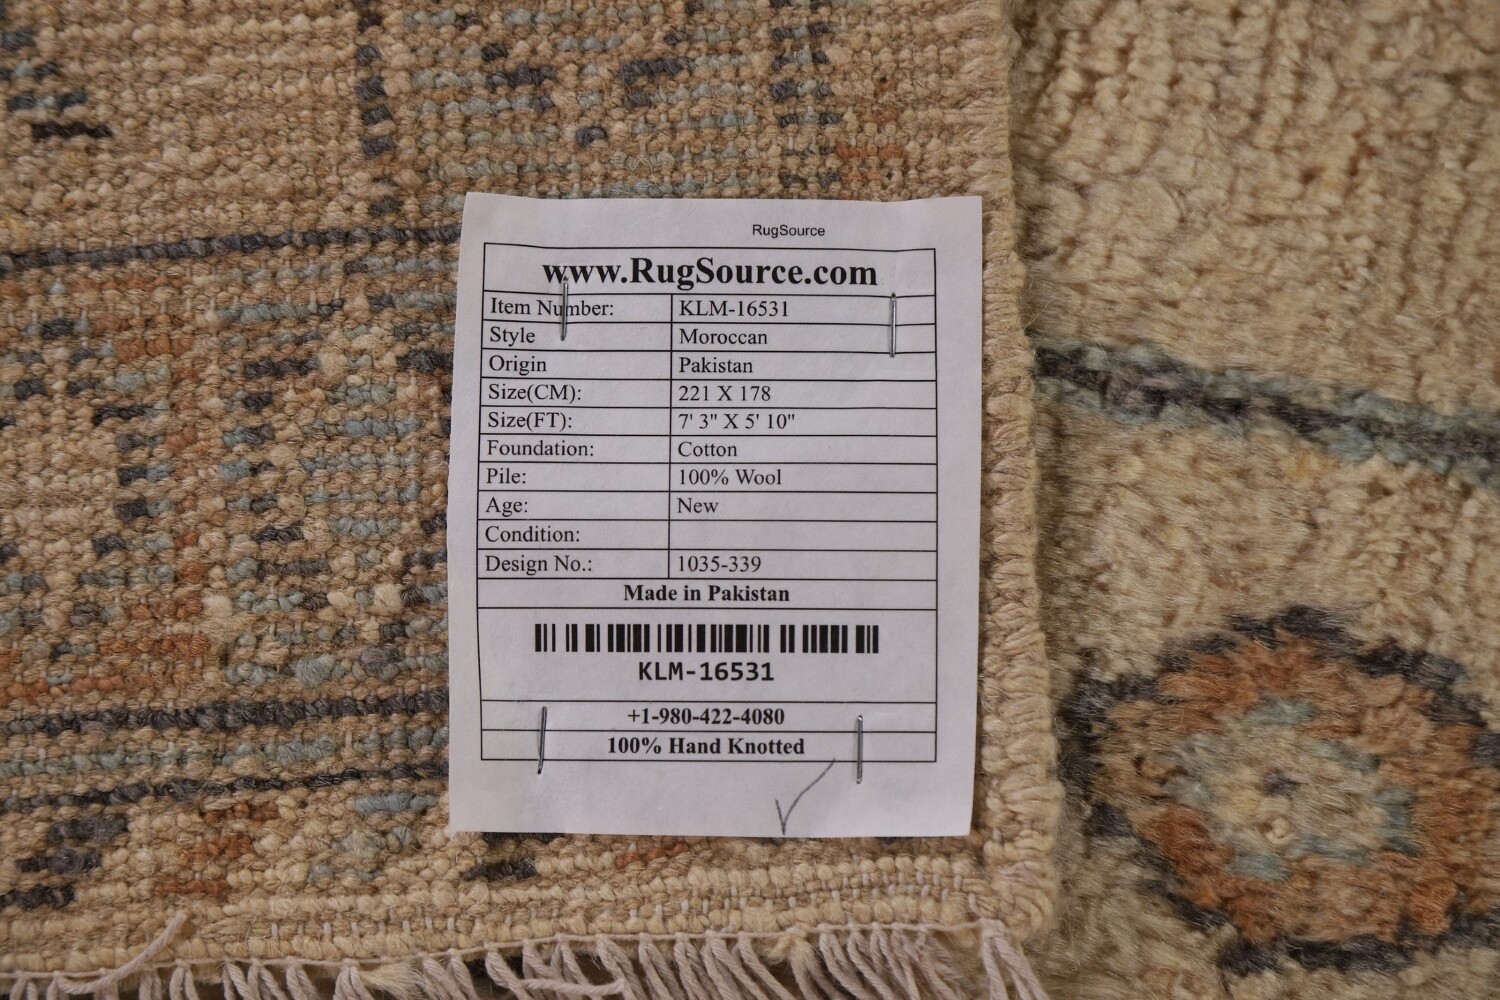 RugSource
www.RugSource.com
Item Number: KLM-16531
Style Moroccan
Origin Pakistan
Size(CM): 221 X 178
Size(FT): 7' 3" X 5' 10"
Foundation: Cotton
Pile: 100% Wool
Age: New
Condition:
Design No.: 1035-339
Made in Pakistan
KLM-16531
+1-980-422-4080
100% Hand Knotted